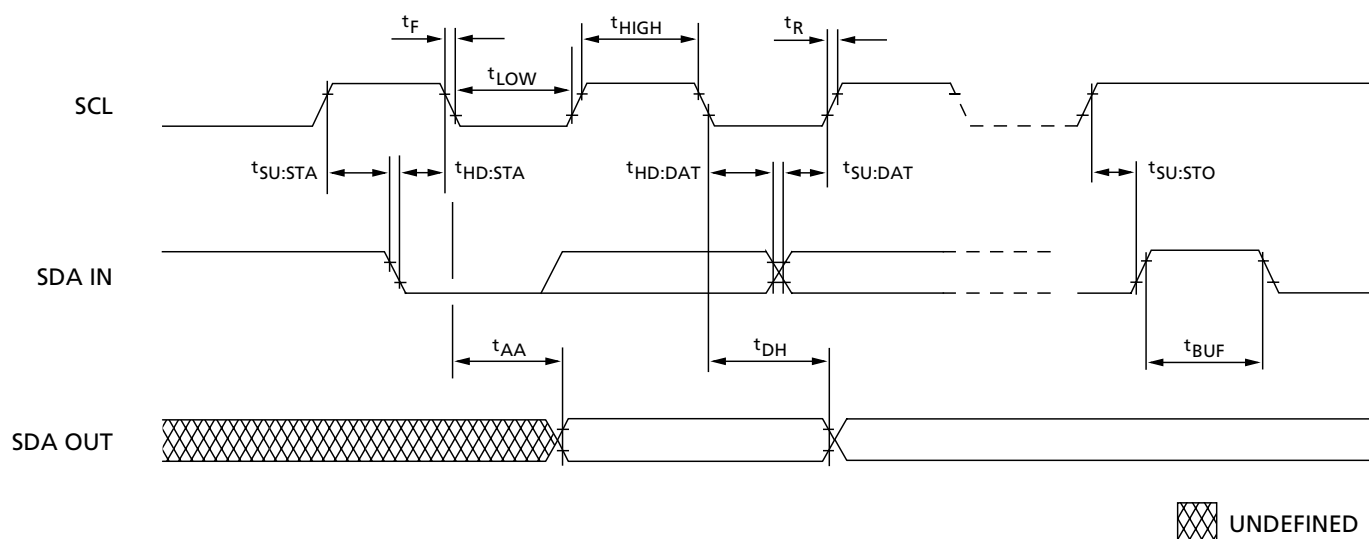 tF
tHIGH
tR
tLOW
SCL
tSU:STA
tHD:STA
tHD:DAT
tSU:DAT
tSU:STO
SDA IN
tAA
tDH
tBUF
SDA OUT
UNDEFINED